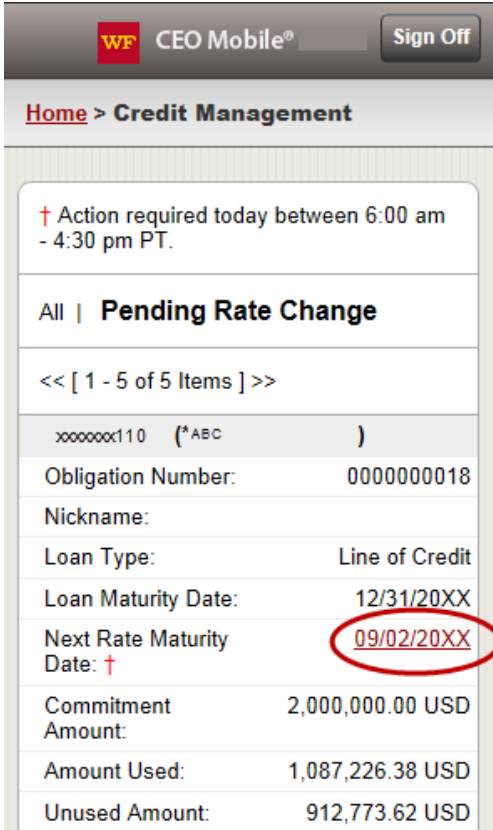 WF CEO Mobile® Sign Off
Home > Credit Management
† Action required today between 6:00 am
- 4:30 pm PT.
All | Pending Rate Change
<< [ 1 - 5 of 5 Items ] >>
xxxxxxx110 (*ABC )
Obligation Number: 0000000018
Nickname:
Loan Type: Line of Credit
Loan Maturity Date: 12/31/20XX
Next Rate Maturity 09/02/20XX
Date: †
Commitment 2,000,000.00 USD
Amount:
Amount Used: 1,087,226.38 USD
Unused Amount: 912,773.62 USD